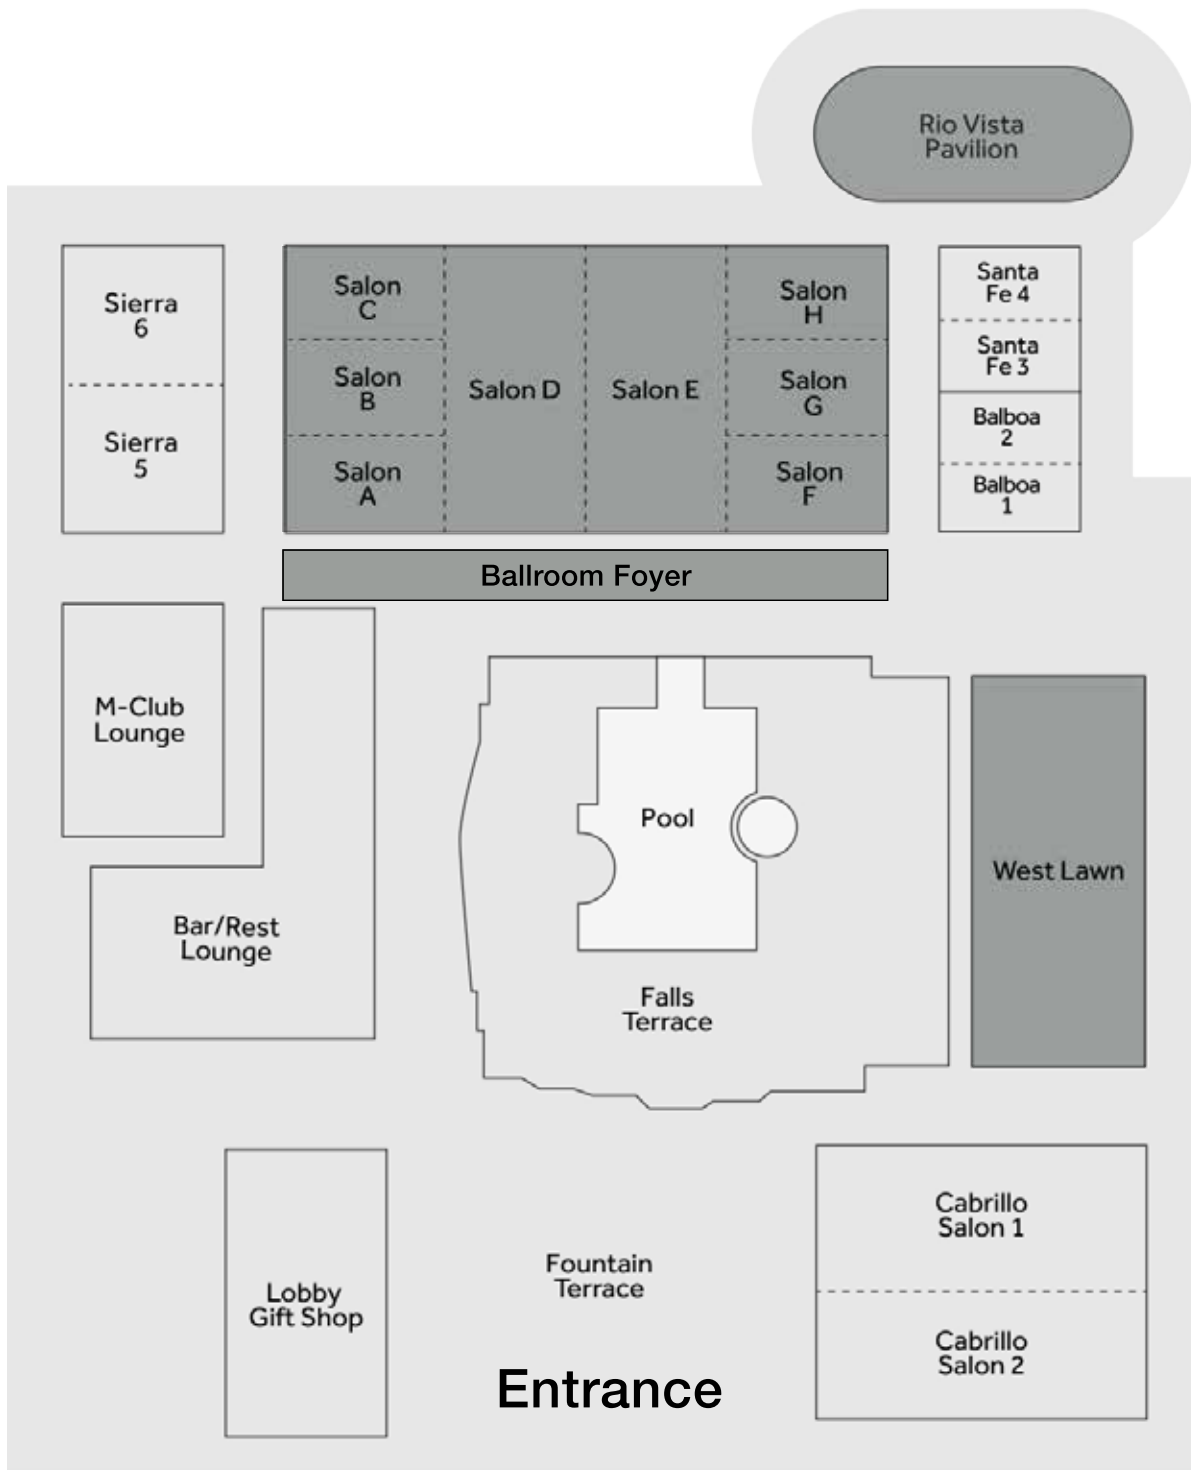 Rio Vista
Pavilion
Sierra
6
Sierra
5
Salon
C
Salon
B
Salon
A
Salon D
Salon E
Salon
H
Salon
G
Salon
F
Santa
Fe 4
Santa
Fe 3
Balboa
2
Balboa
1
Ballroom Foyer
M-Club
Lounge
Bar/Rest
Lounge
Pool
Falls
Terrace
West Lawn
Lobby
Gift Shop
Fountain
Terrace
Entrance
Cabrillo
Salon 1
Cabrillo
Salon 2